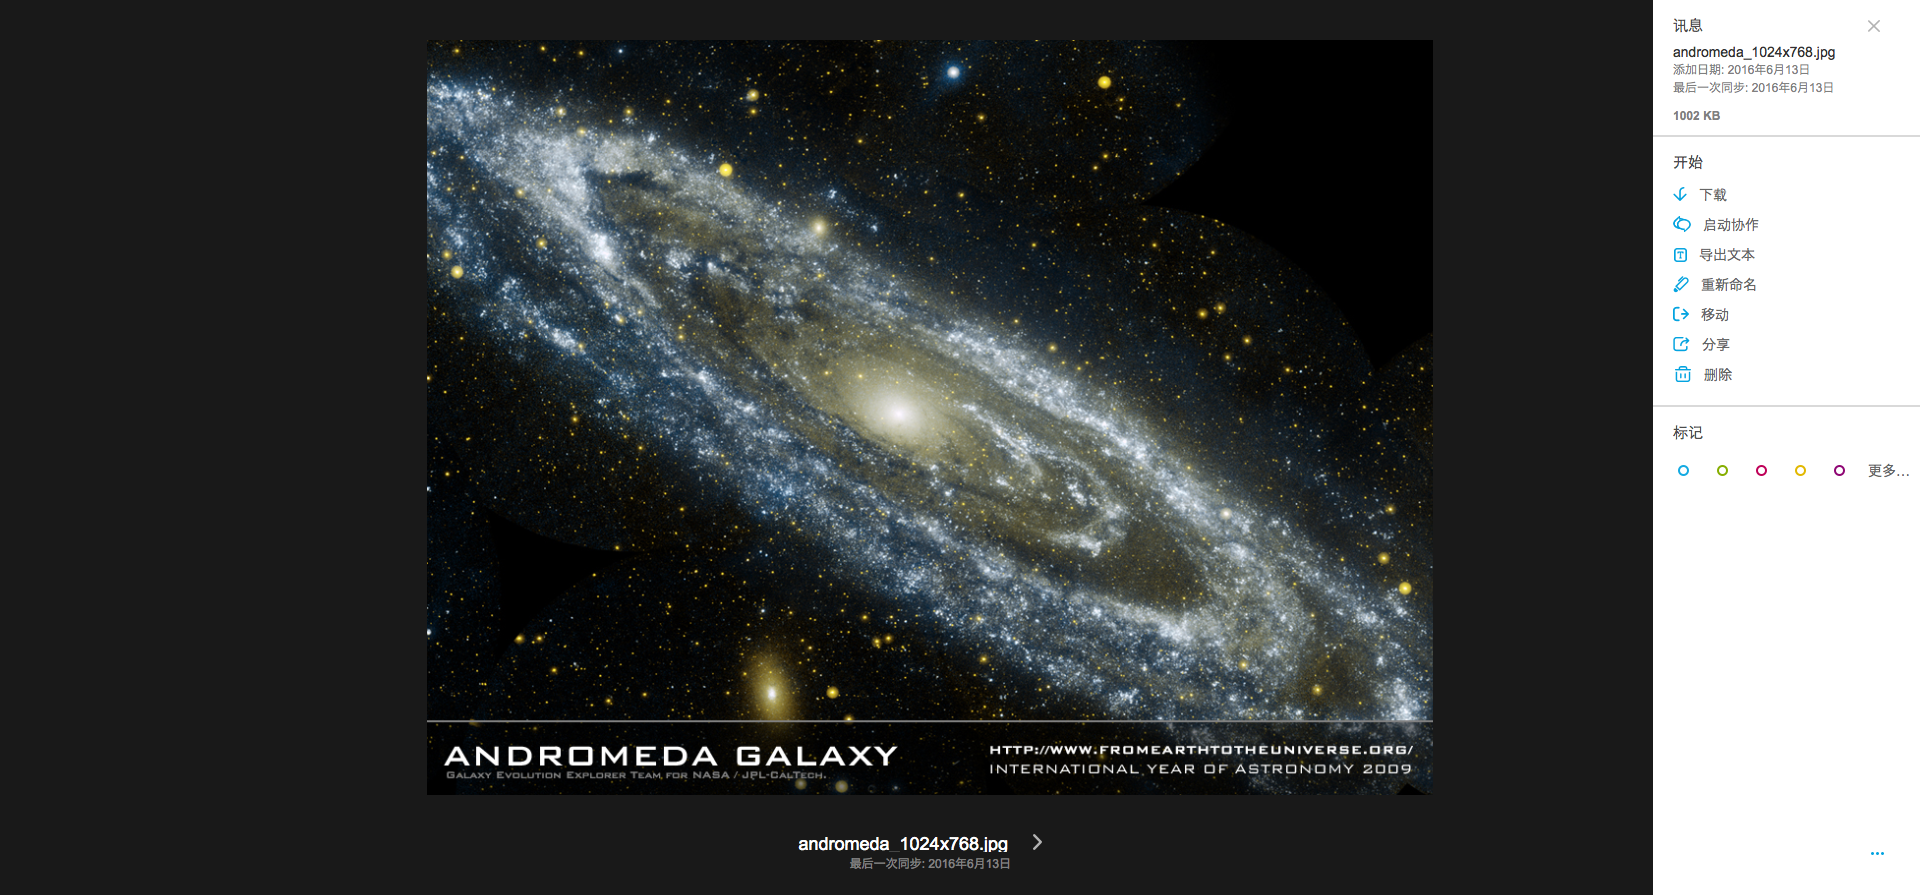 ANDROMEDA GALAXY
GALAXY EVOLUTION EXPLORER TEAM, FOR NASA / JPL-CALTECH.
HTTP://WWW.FROMEARTHTOTHEUNIVERSE.ORG/
INTERNATIONAL YEAR OF ASTRONOMY 2009
andromeda_1024x768.jpg
最后一次同步: 2016年6月13日
讯息
andromeda_1024x768.jpg
添加日期: 2016年6月13日
最后一次同步: 2016年6月13日
1002 KB
开始
下载
启动协作
导出文本
重新命名
移动
分享
删除
标记
更多...